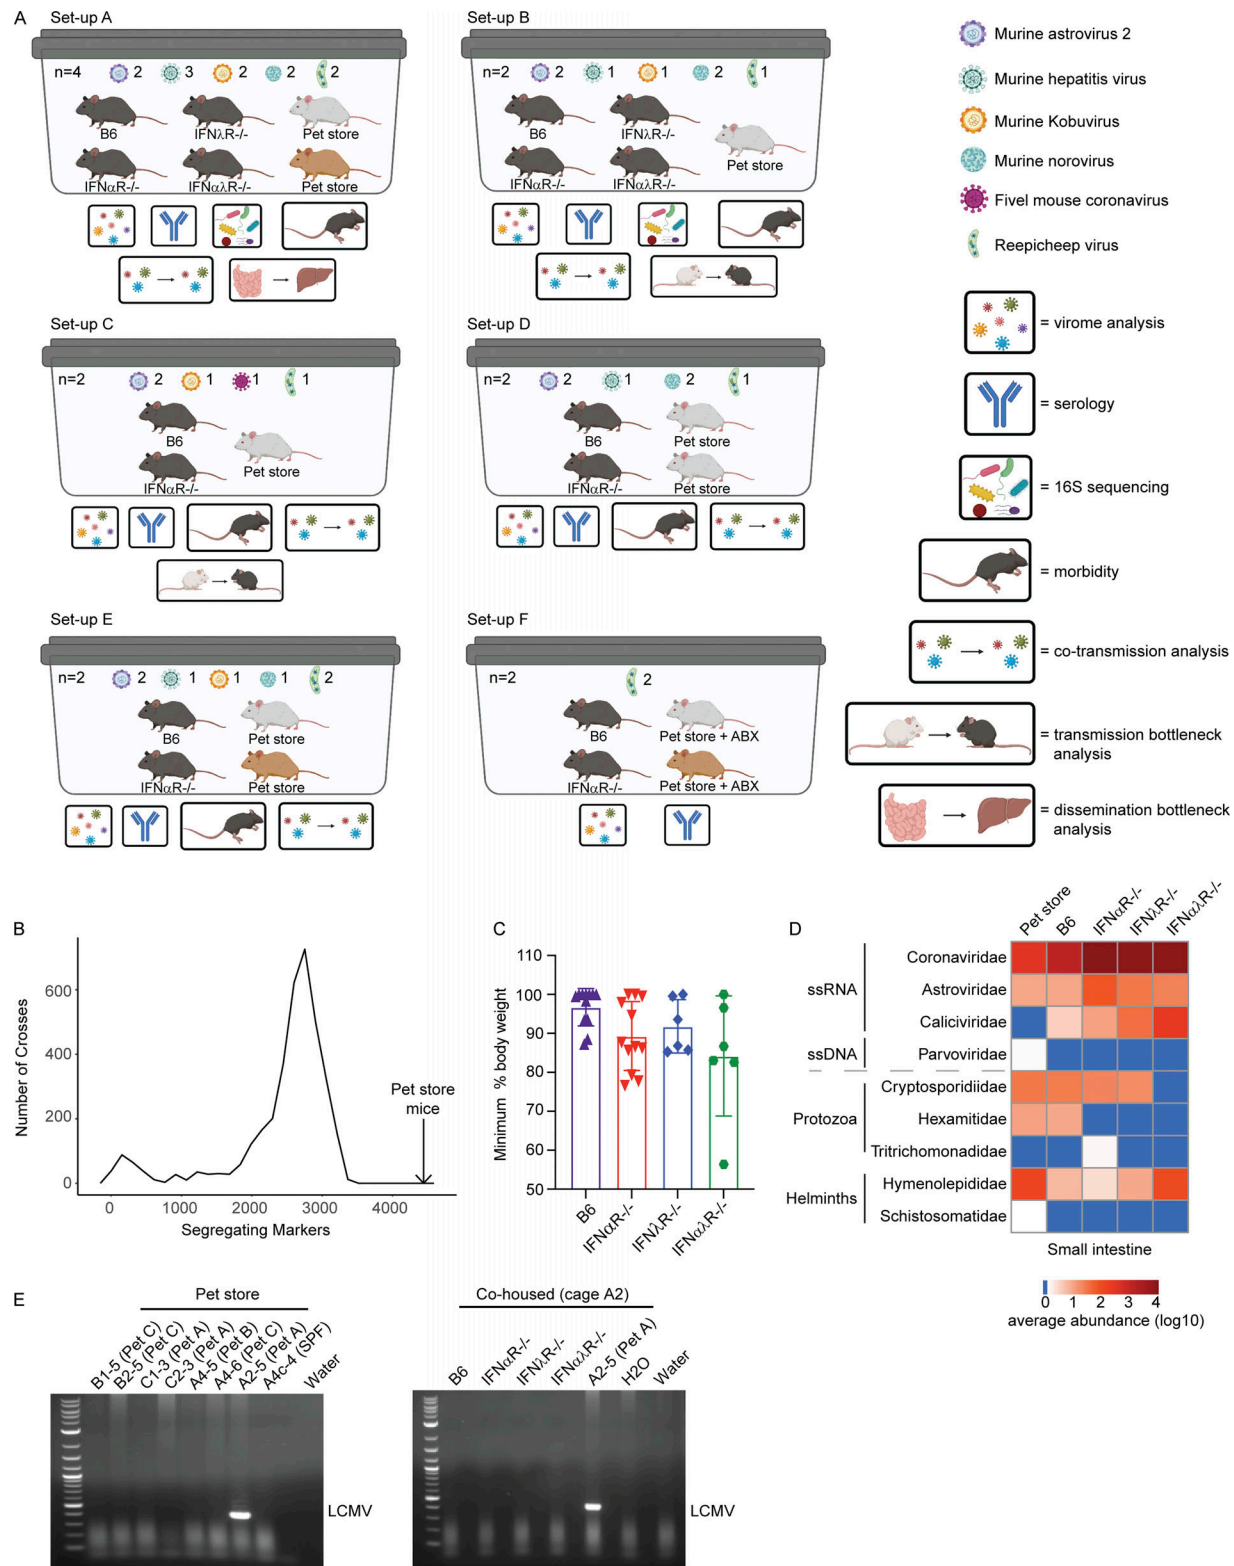 A
Set-up A
n=4 2 3 2 2 2
B6 IFNλR-/- Pet store
IFNαR-/- IFNαλR-/- Pet store
Set-up B
n=2 2 1 1 2 1
B6 IFNλR-/-
Pet store
IFNαR-/- IFNαλR-/-
Set-up C
n=2 2 1 1 1
B6
Pet store
IFNαR-/-
Set-up D
n=2 2 1 2 2
B6 Pet store
IFNαR-/- Pet store
Set-up E
n=2 2 1 1 1 2
B6 Pet store
IFNαR-/- Pet store
Set-up F
n=2 2
B6 Pet store + ABX
IFNαR-/- Pet store + ABX
Murine astrovirus 2
Murine hepatitis virus
Murine Kobuvirus
Murine norovirus
Fivel mouse coronavirus
Reepicheep virus
= virome analysis
= serology
= 16S sequencing
= morbidity
= co-transmission analysis
= transmission bottleneck
analysis
= dissemination bottleneck
analysis
B
Number of Crosses
600
400
200
0
0 1000 2000 3000 4000
Segregating Markers
Pet store
mice
C
Minimum % body weight
110
100
90
80
70
60
50
B6 IFNαR-/- IFNλR-/- IFNαλR-/-
D
Pet store B6 IFNαR-/- IFNλR-/- IFNαλR-/-
ssRNA
Coronaviridae
Astroviridae
Caliciviridae
ssDNA
Parvoviridae
Protozoa
Cryptosporidiidae
Hexamitidae
Tritrichomonadidae
Helminths
Hymenolepididae
Schistosomatidae
Small intestine
0 1 2 3 4
average abundance (log10)
E
Pet store
B1-5 (Pet C) B2-5 (Pet C) C1-3 (Pet A) C2-3 (Pet A) A4-5 (Pet B) A4-6 (Pet C) A2-5 (Pet A) A4c-4 (SPF) Water
LCMV
Co-housed (cage A2)
B6 IFNαR-/- IFNλR-/- IFNαλR-/- A2-5 (Pet A) H2O Water
LCMV